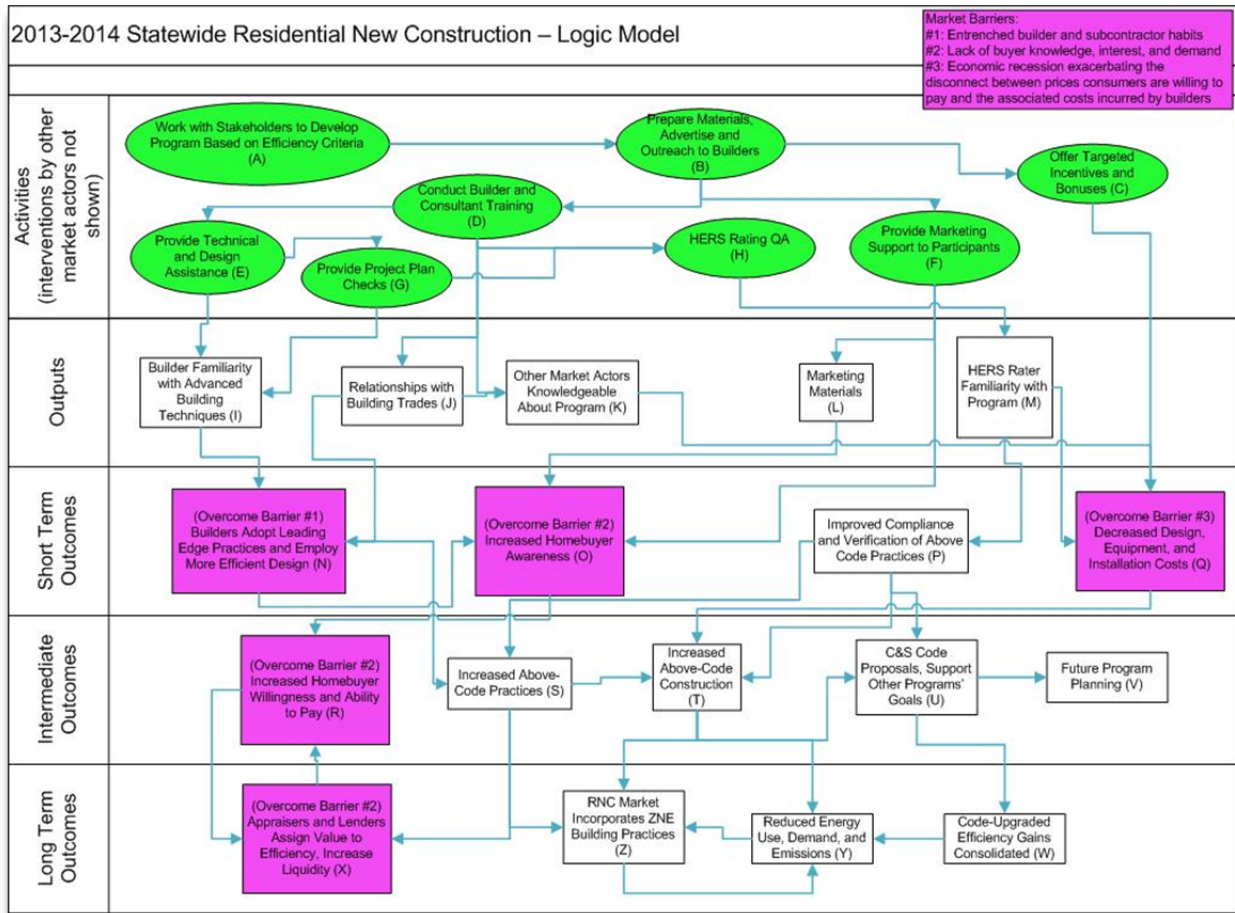 2013-2014 Statewide Residential New Construction – Logic Model
Market Barriers:
#1: Entrenched builder and subcontractor habits
#2: Lack of buyer knowledge, interest, and demand
#3: Economic recession exacerbating the
disconnect between prices consumers are willing to
pay and the associated costs incurred by builders
Activities
(interventions by other
market actors not
shown)
Work with Stakeholders to Develop
Program Based on Efficiency Criteria
(A)
Prepare Materials,
Advertise and
Outreach to Builders
(B)
Offer Targeted
Incentives and
Bonuses (C)
Conduct Builder and
Consultant Training
(D)
Provide Technical
and Design
Assistance (E)
Provide Project Plan
Checks (G)
HERS Rating QA
(H)
Provide Marketing
Support to Participants
(F)
Outputs
Builder Familiarity
with Advanced
Building
Techniques (I)
Relationships with
Building Trades (J)
Other Market Actors
Knowledgeable
About Program (K)
Marketing
Materials
(L)
HERS Rater
Familiarity with
Program (M)
Short Term
Outcomes
(Overcome Barrier #1)
Builders Adopt Leading
Edge Practices and Employ
More Efficient Design (N)
(Overcome Barrier #2)
Increased Homebuyer
Awareness (O)
Improved Compliance
and Verification of Above
Code Practices (P)
(Overcome Barrier #3)
Decreased Design,
Equipment, and
Installation Costs (Q)
Intermediate
Outcomes
(Overcome Barrier #2)
Increased Homebuyer
Willingness and Ability
to Pay (R)
Increased Above-
Code Practices (S)
Increased
Above-Code
Construction
(T)
C&S Code
Proposals, Support
Other Programs'
Goals (U)
Future Program
Planning (V)
Long Term
Outcomes
(Overcome Barrier #2)
Appraisers and Lenders
Assign Value to
Efficiency, Increase
Liquidity (X)
RNC Market
Incorporates ZNE
Building Practices
(Z)
Reduced Energy
Use, Demand, and
Emissions (Y)
Code-Upgraded
Efficiency Gains
Consolidated (W)